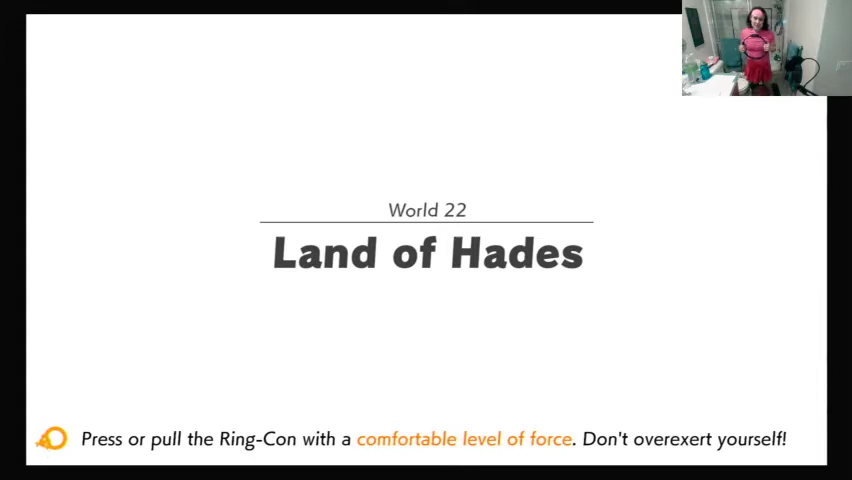 World 22
Land of Hades
Press or pull the Ring-Con with a comfortable level of force. Don't overexert yourself!